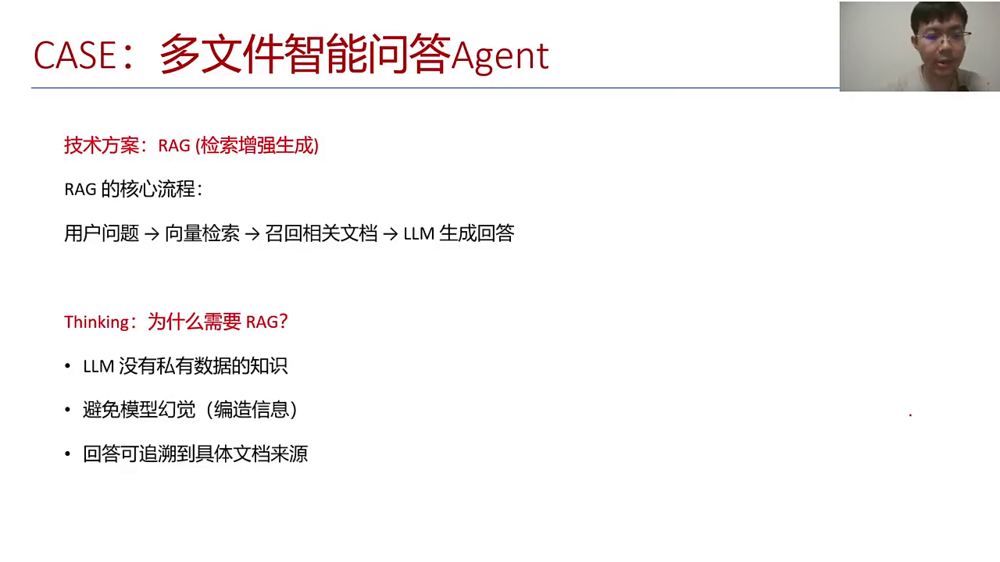 CASE：多文件智能问答Agent
技术方案：RAG (检索增强生成)
RAG 的核心流程：
用户问题 → 向量检索 → 召回相关文档 → LLM 生成回答
Thinking：为什么需要 RAG？
• LLM 没有私有数据的知识
• 避免模型幻觉（编造信息）
• 回答可追溯到具体文档来源